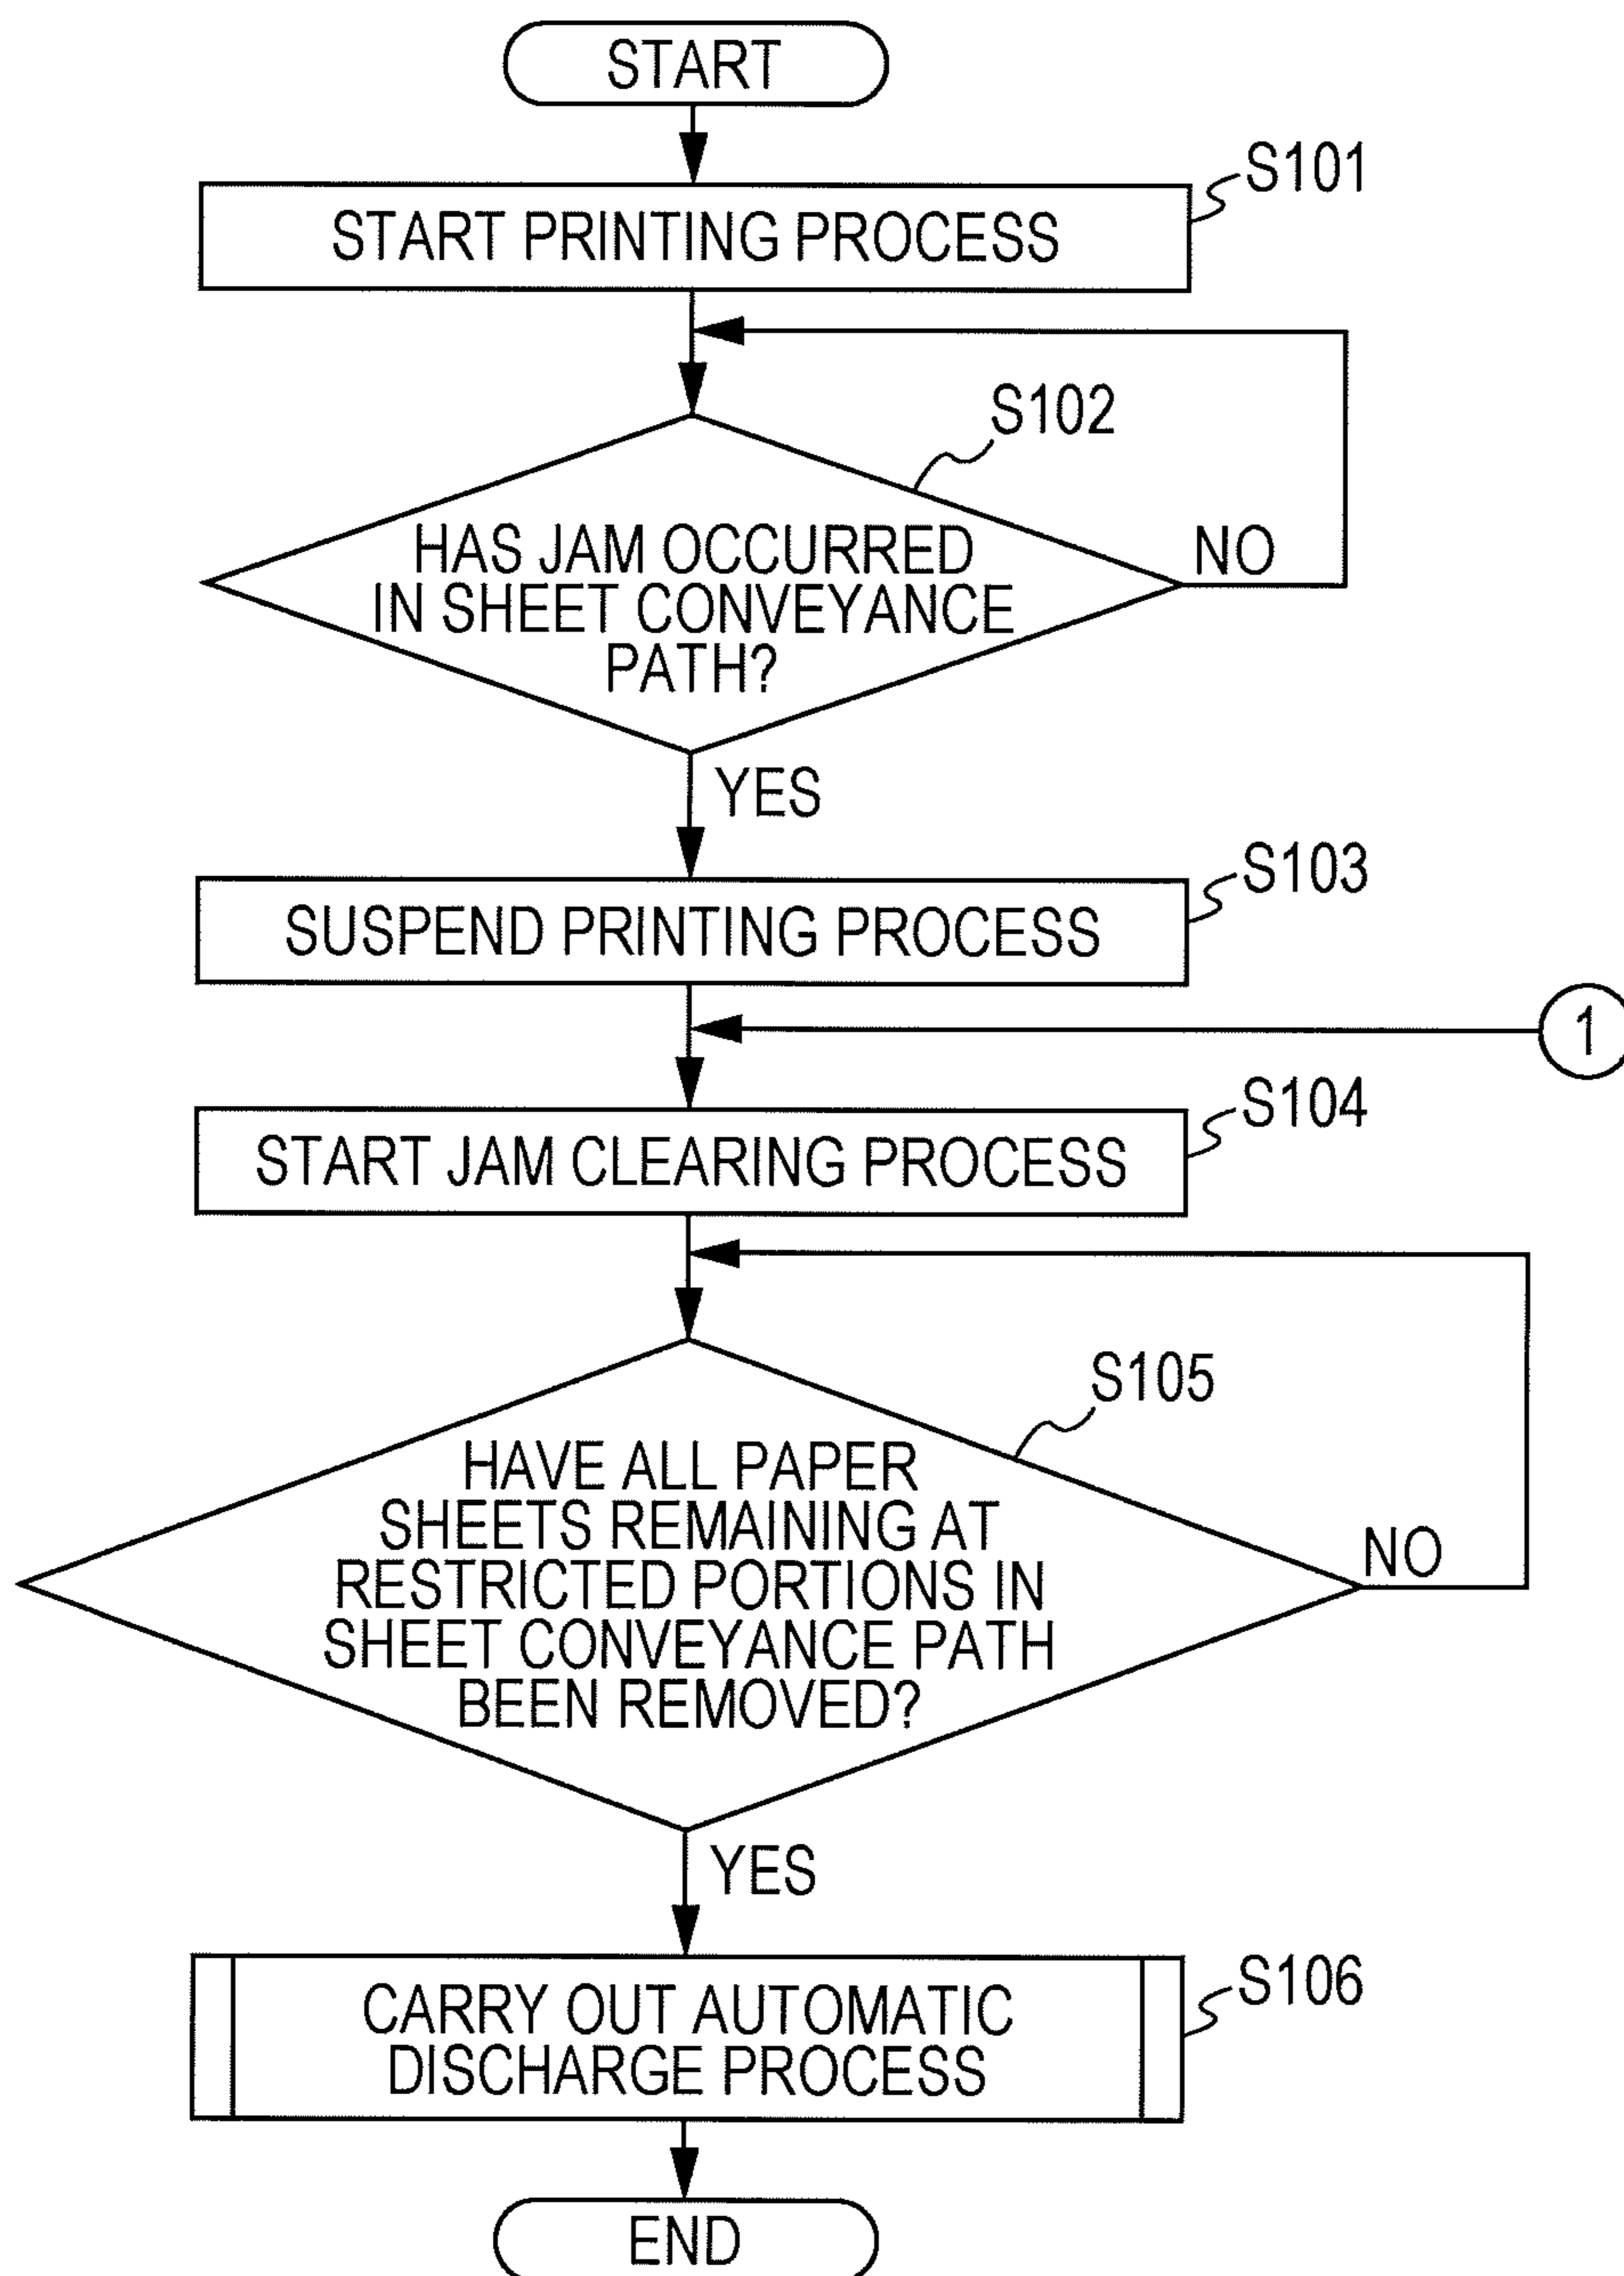 START
S101
START PRINTING PROCESS
S102
HAS JAM OCCURRED
IN SHEET CONVEYANCE
PATH?
NO
YES
S103
SUSPEND PRINTING PROCESS
1
S104
START JAM CLEARING PROCESS
S105
HAVE ALL PAPER
SHEETS REMAINING AT
RESTRICTED PORTIONS IN
SHEET CONVEYANCE PATH
BEEN REMOVED?
NO
YES
S106
CARRY OUT AUTOMATIC
DISCHARGE PROCESS
END